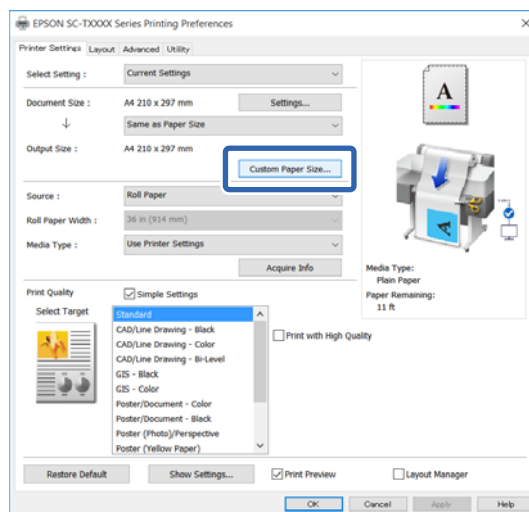 EPSON SC-TXXXX Series Printing Preferences
Printer Settings Layout Advanced Utility
Select Setting : Current Settings
Document Size : A4 210 x 297 mm Settings...
Same as Paper Size
Output Size : A4 210 x 297 mm
Custom Paper Size...
Source : Roll Paper
Roll Paper Width : 36 in (914 mm)
Media Type : Use Printer Settings
Acquire Info
A
Media Type:
Plain Paper
Paper Remaining:
11 ft
Print Quality Simple Settings
Select Target
Standard
CAD/Line Drawing - Black
CAD/Line Drawing - Color
CAD/Line Drawing - Bi-Level
GIS - Black
GIS - Color
Poster/Document - Color
Poster/Document - Black
Poster (Photo)/Perspective
Poster (Yellow Paper)
Print with High Quality
Restore Default Show Settings... Print Preview Layout Manager
OK Cancel Apply Help